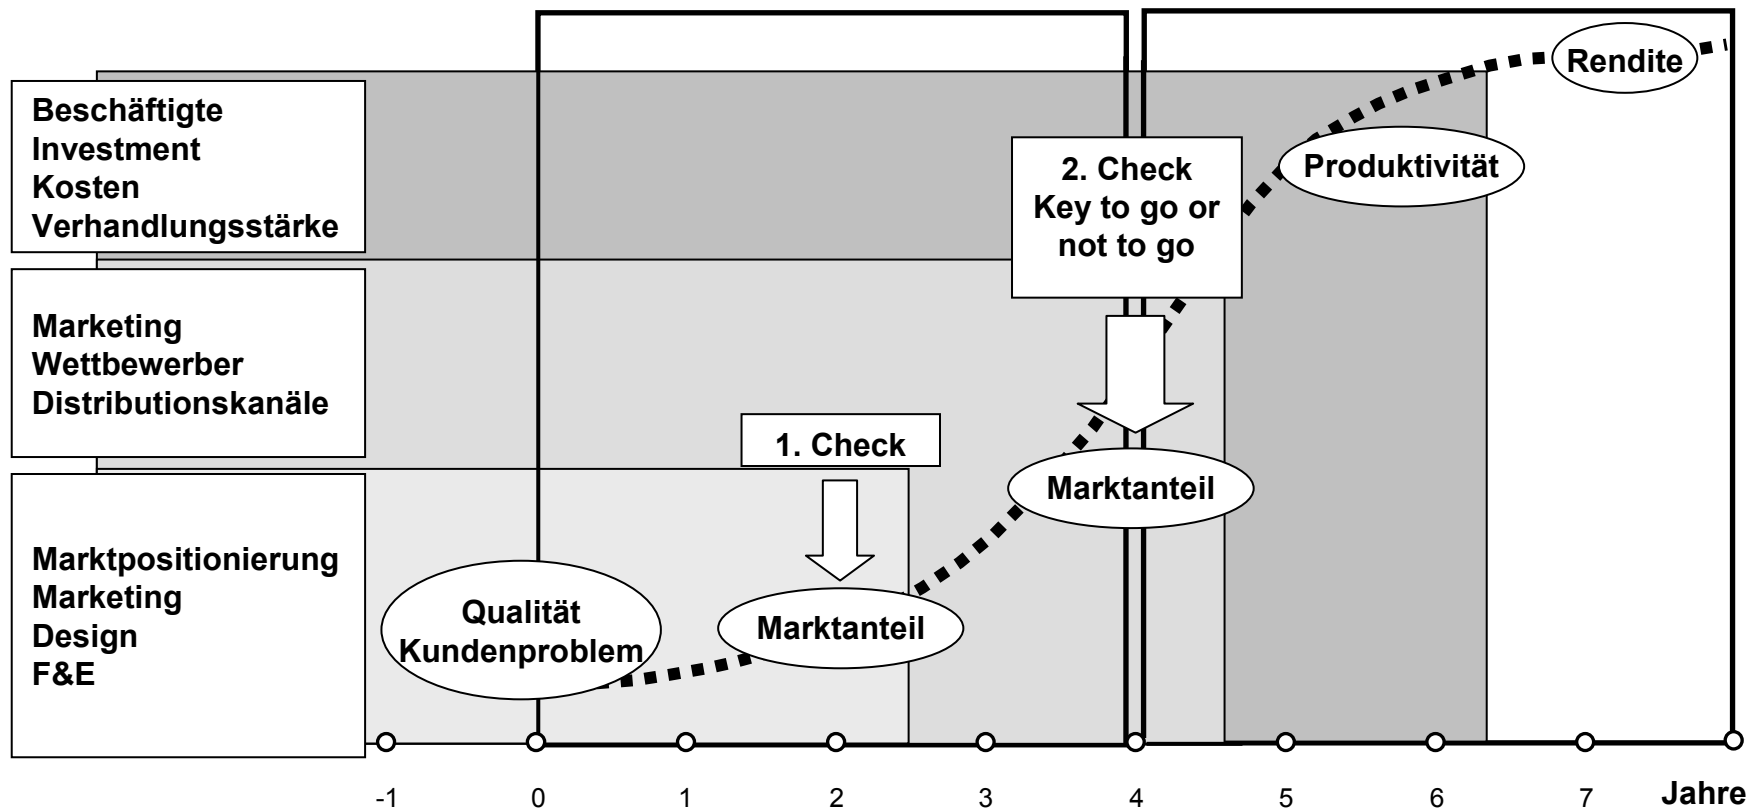 Rendite
Beschäftigte
Investment
Kosten
Verhandlungsstärke
2. Check
Key to go or
not to go
Produktivität
Marketing
Wettbewerber
Distributionskanäle
1. Check
Marktanteil
Marktpositionierung
Marketing
Design
F&E
Qualität
Kundenproblem
Marktanteil
-1 0 1 2 3 4 5 6 7 Jahre